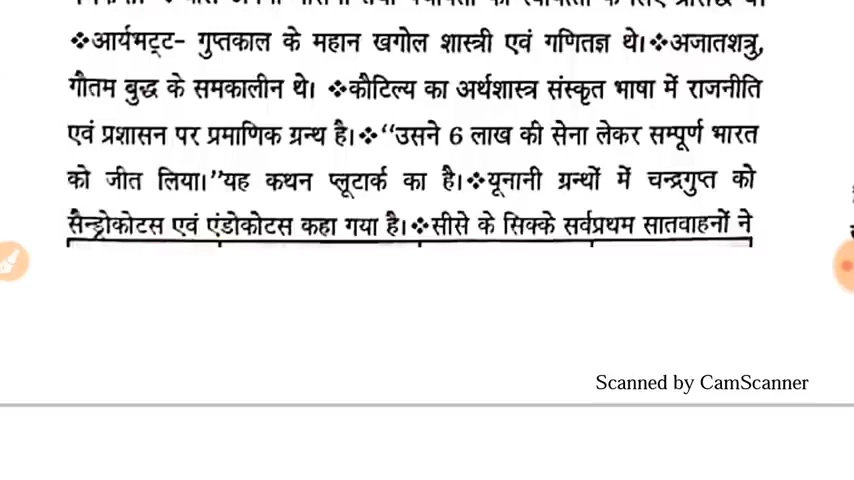 ❖आर्यभट्ट- गुप्तकाल के महान खगोल शास्त्री एवं गणितज्ञ थे।❖अजातशत्रु,
गौतम बुद्ध के समकालीन थे। ❖कौटिल्य का अर्थशास्त्र संस्कृत भाषा में राजनीति
एवं प्रशासन पर प्रमाणिक ग्रन्थ है।❖"उसने 6 लाख की सेना लेकर सम्पूर्ण भारत
को जीत लिया।"यह कथन प्लूटार्क का है।❖यूनानी ग्रन्थों में चन्द्रगुप्त को
सैन्ड्रोकोटस एवं एंडोकोटस कहा गया है।❖सीसे के सिक्के सर्वप्रथम सातवाहनों ने
Scanned by CamScanner